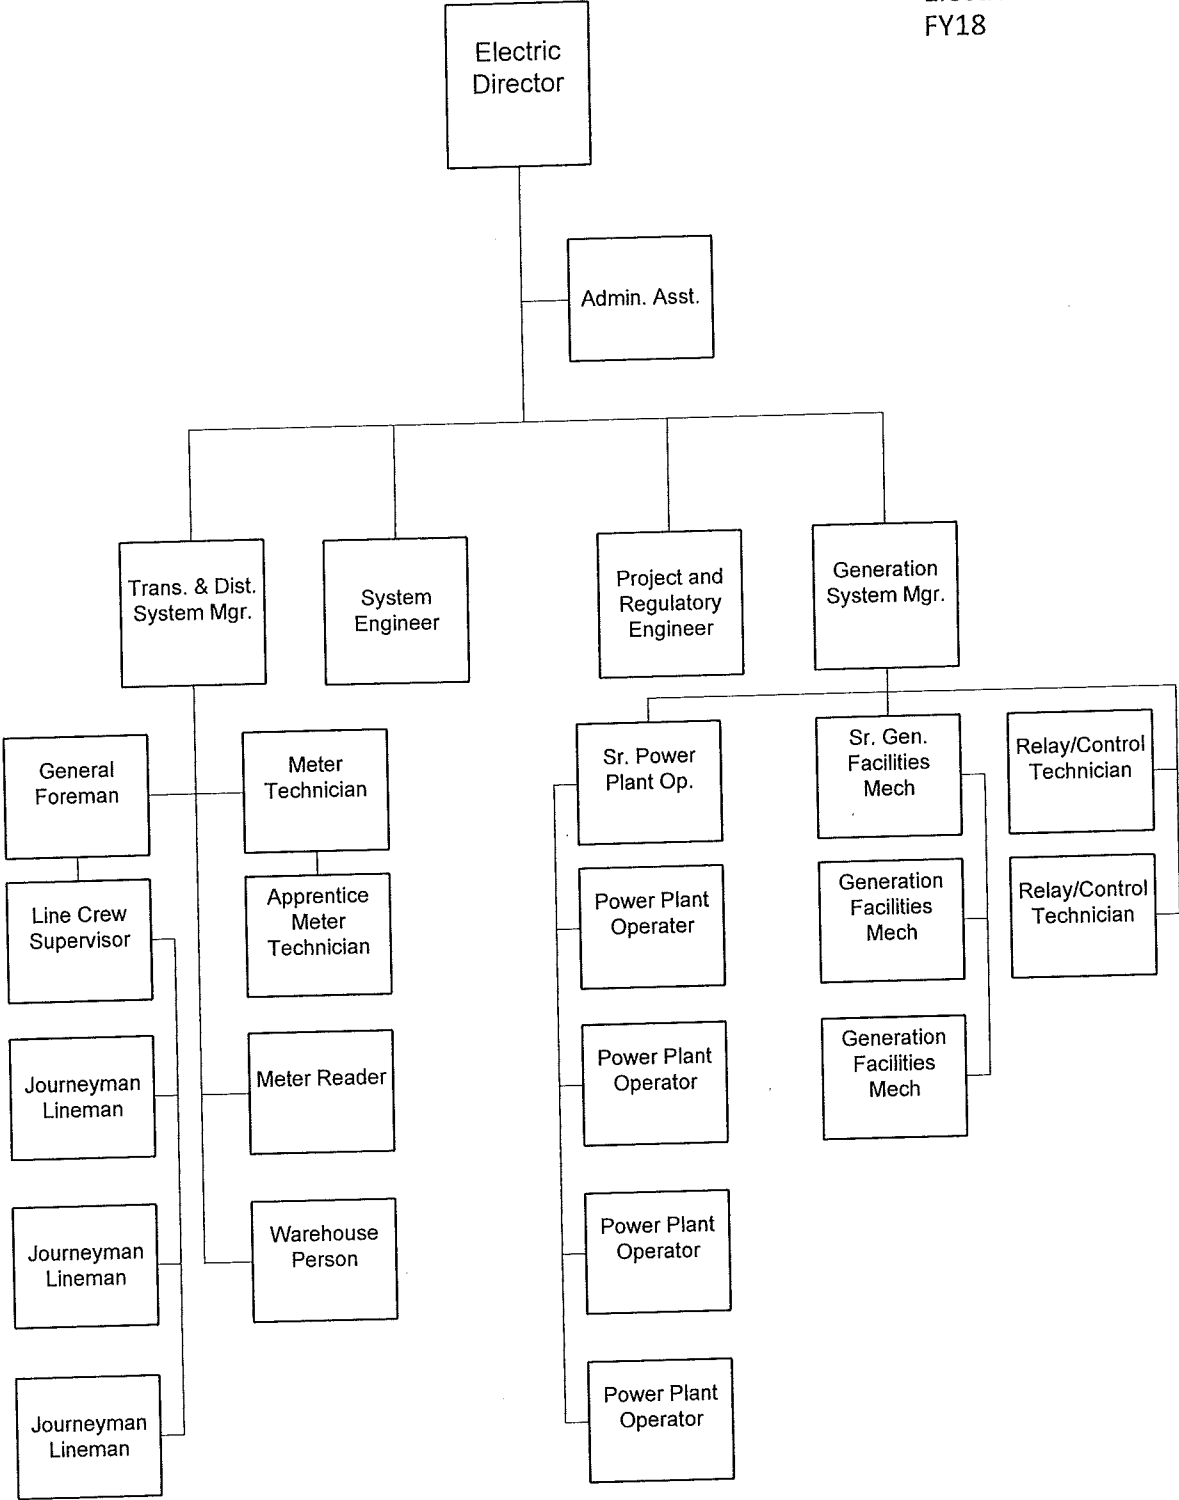 FY18
Electric
Director
Admin. Asst.
Trans. & Dist.
System Mgr.
System
Engineer
Project and
Regulatory
Engineer
Generation
System Mgr.
General
Foreman
Meter
Technician
Sr. Power
Plant Op.
Sr. Gen.
Facilities
Mech
Relay/Control
Technician
Line Crew
Supervisor
Apprentice
Meter
Technician
Power Plant
Operater
Generation
Facilities
Mech
Relay/Control
Technician
Journeyman
Lineman
Meter Reader
Power Plant
Operator
Generation
Facilities
Mech
Journeyman
Lineman
Warehouse
Person
Power Plant
Operator
Journeyman
Lineman
Power Plant
Operator